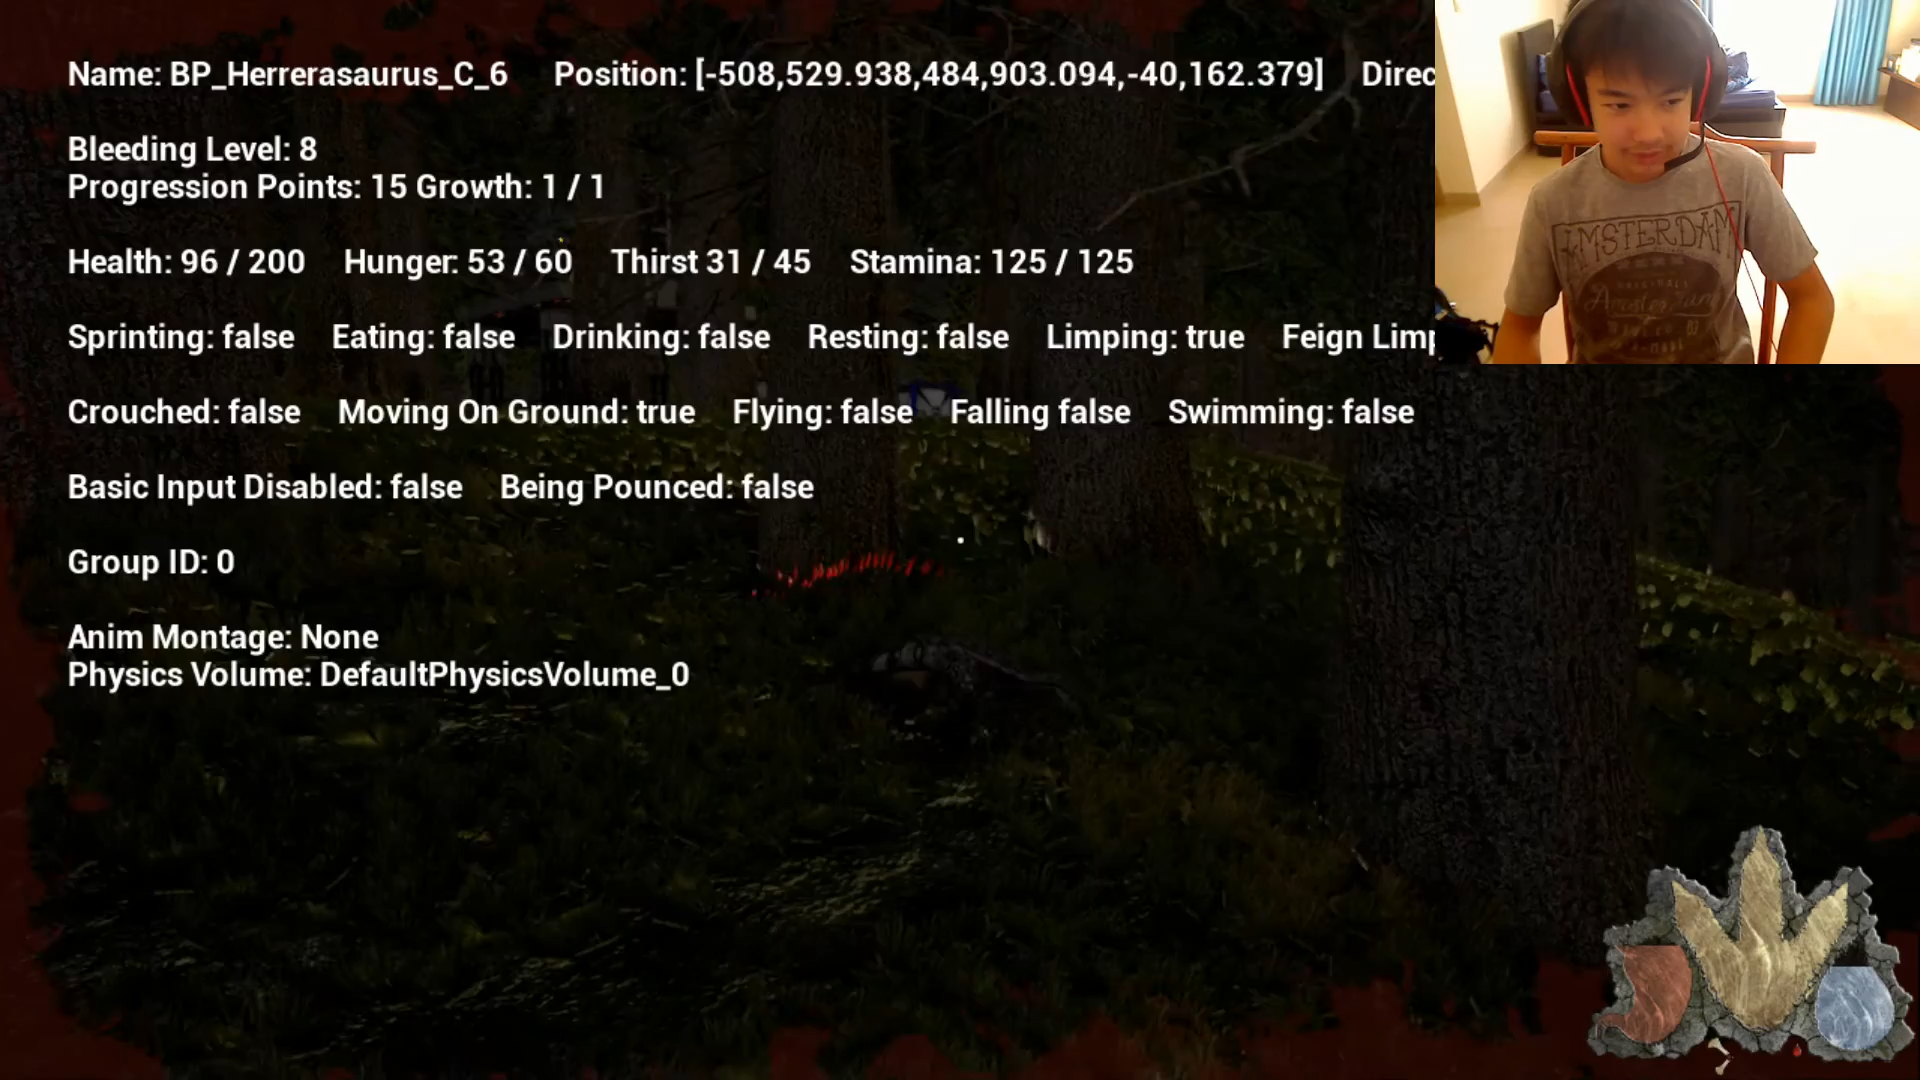 Name: BP_Herrerasaurus_C_6 Position: [-508,529.938,484,903.094,-40,162.379] Direc
Bleeding Level: 8
Progression Points: 15 Growth: 1 / 1
Health: 96 / 200 Hunger: 53 / 60 Thirst 31 / 45 Stamina: 125 / 125
Sprinting: false Eating: false Drinking: false Resting: false Limping: true Feign Limp
Crouched: false Moving On Ground: true Flying: false Falling false Swimming: false
Basic Input Disabled: false Being Pounced: false
Group ID: 0
Anim Montage: None
Physics Volume: DefaultPhysicsVolume_0
AMSTERDAM